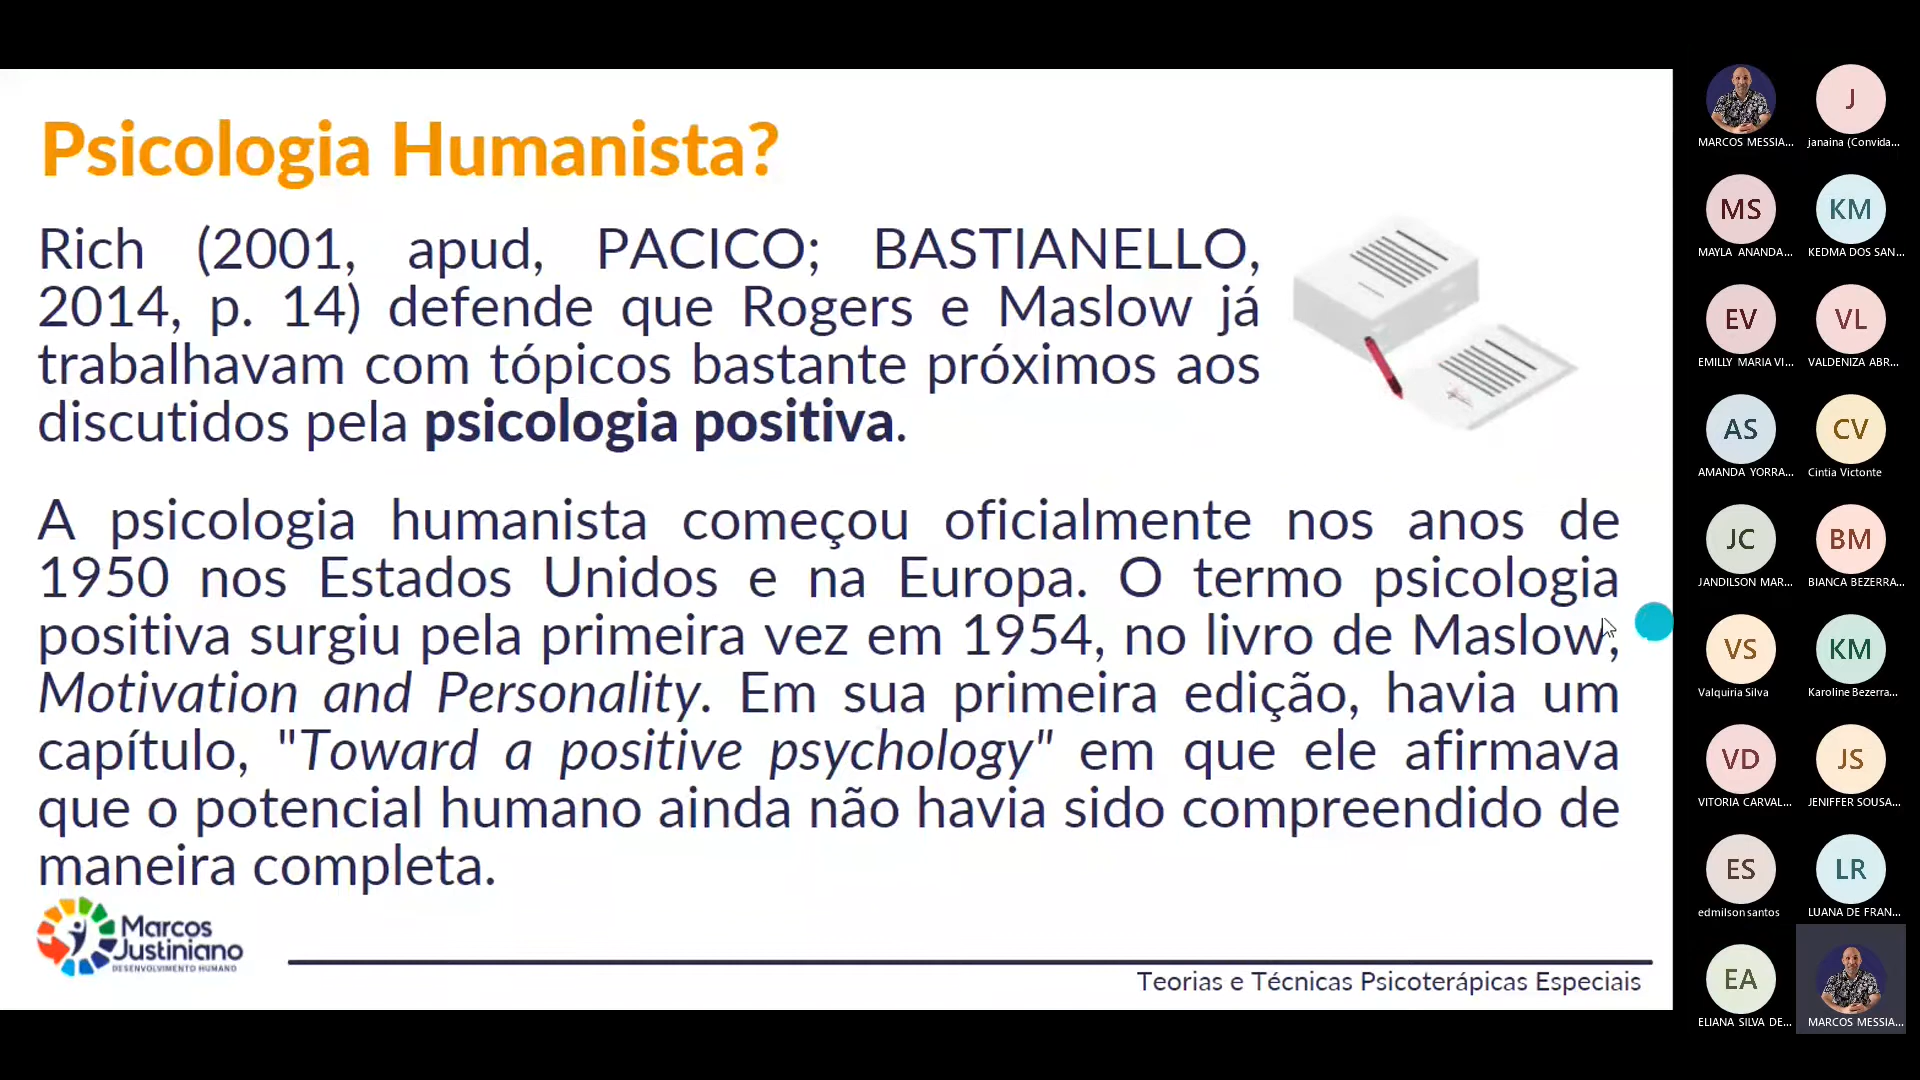 Psicologia Humanista?
Rich (2001, apud, PACICO; BASTIANELLO,
2014, p. 14) defende que Rogers e Maslow já
trabalhavam com tópicos bastante próximos aos
discutidos pela psicologia positiva.
A psicologia humanista começou oficialmente nos anos de
1950 nos Estados Unidos e na Europa. O termo psicologia
positiva surgiu pela primeira vez em 1954, no livro de Maslow,
Motivation and Personality. Em sua primeira edição, havia um
capítulo, "Toward a positive psychology" em que ele afirmava
que o potencial humano ainda não havia sido compreendido de
maneira completa.
Marcos
Justiniano
DESENVOLVIMENTO HUMANO
Teorias e Técnicas Psicoterápicas Especiais
MARCOS MESSIA...
J
janaina (Convida...
MS
MAYLA ANANDA...
KM
KEDMA DOS SAN...
EV
EMILLY MARIA VI...
VL
VALDENIZA ABR...
AS
AMANDA YORRA...
CV
Cintia Victonte
JC
JANDILSON MAR...
BM
BIANCA BEZERRA...
VS
Valquiria Silva
KM
Karoline Bezerra...
VD
VITORIA CARVAL...
JS
JENIFFER SOUSA...
ES
edmilson santos
LR
LUANA DE FRAN...
EA
ELIANA SILVA DE...
MARCOS MESSIA...